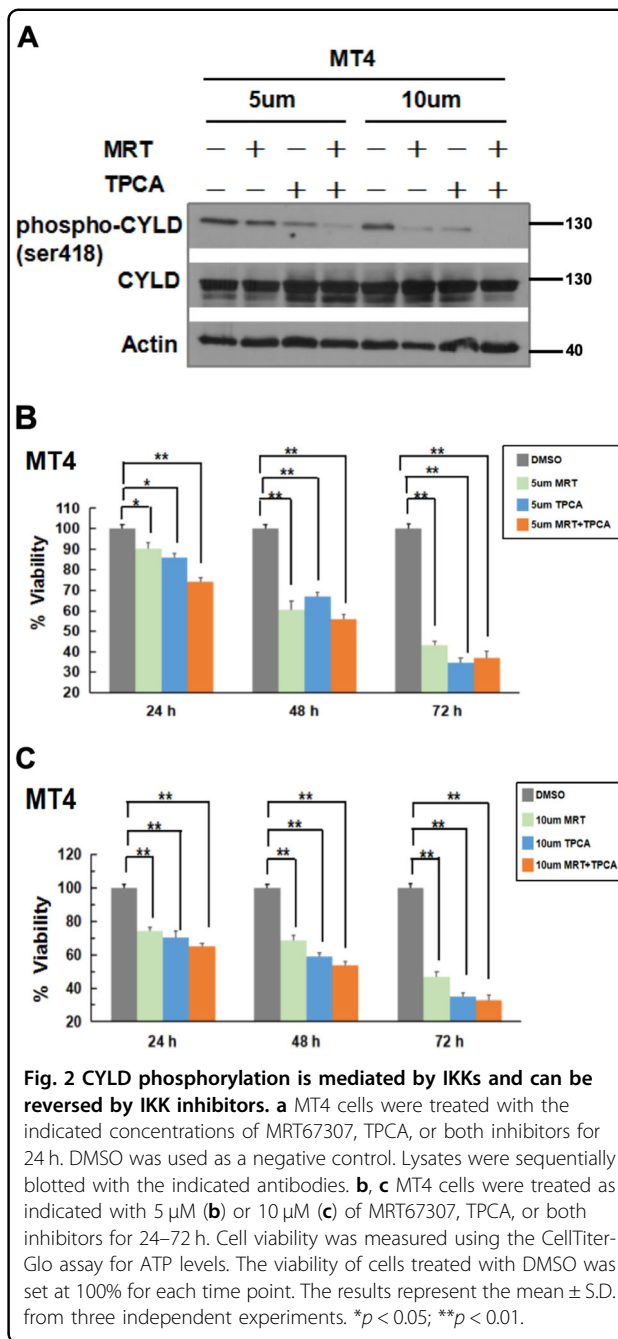 A
MT4
5um 10um
MRT − + − + − + − +
TPCA − − + + − − + +
phospho-CYLD
(ser418)
130
CYLD 130
Actin
40
B
MT4
DMSO
5um MRT
5um TPCA
5um MRT+TPCA
** ** **
* ** **
* ** **
% Viability
110
100
90
80
70
60
50
40
30
20
24 h 48 h 72 h
C
MT4
DMSO
10um MRT
10um TPCA
10um MRT+TPCA
** ** **
** ** **
** ** **
% Viability
120
100
80
60
40
20
24 h 48 h 72 h
Fig. 2 CYLD phosphorylation is mediated by IKKs and can be
reversed by IKK inhibitors. a MT4 cells were treated with the
indicated concentrations of MRT67307, TPCA, or both inhibitors for
24 h. DMSO was used as a negative control. Lysates were sequentially
blotted with the indicated antibodies. b, c MT4 cells were treated as
indicated with 5 µM (b) or 10 µM (c) of MRT67307, TPCA, or both
inhibitors for 24–72 h. Cell viability was measured using the CellTiter-
Glo assay for ATP levels. The viability of cells treated with DMSO was
set at 100% for each time point. The results represent the mean ± S.D.
from three independent experiments. *p < 0.05; **p < 0.01.